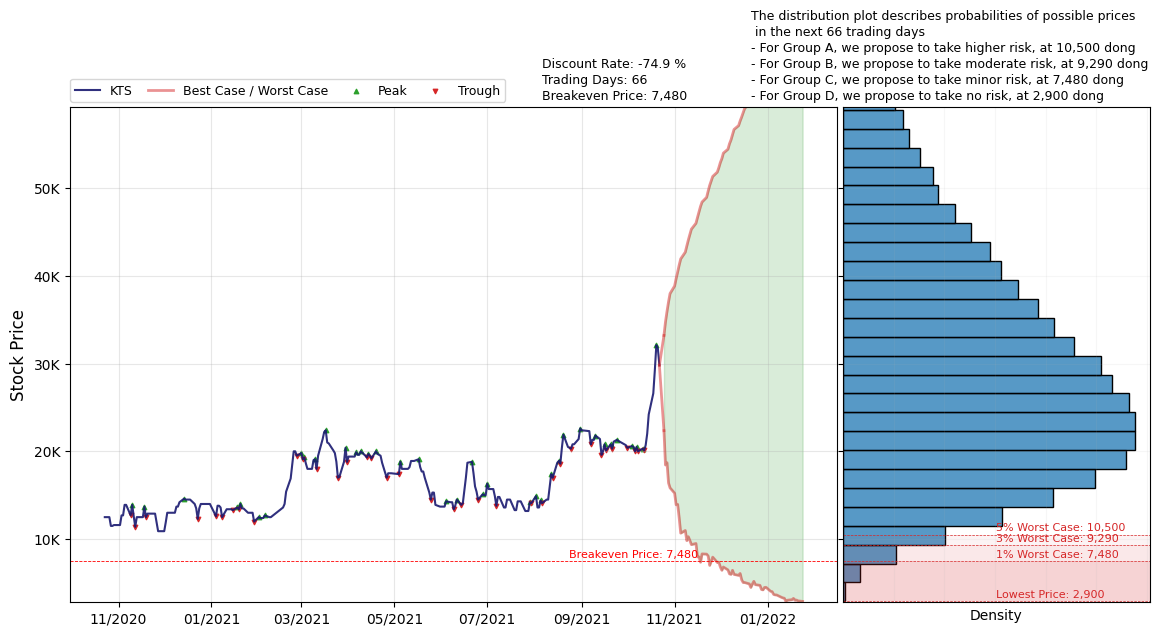 The distribution plot describes probabilities of possible prices
in the next 66 trading days
- For Group A, we propose to take higher risk, at 10,500 dong
- For Group B, we propose to take moderate risk, at 9,290 dong
- For Group C, we propose to take minor risk, at 7,480 dong
- For Group D, we propose to take no risk, at 2,900 dong
Discount Rate: -74.9 %
Trading Days: 66
Breakeven Price: 7,480
KTS
Best Case / Worst Case
Peak
Trough
Stock Price
50K
40K
30K
20K
10K
Breakeven Price: 7,480
5% Worst Case: 10,500
3% Worst Case: 9,290
1% Worst Case: 7,480
Lowest Price: 2,900
11/2020
01/2021
03/2021
05/2021
07/2021
09/2021
11/2021
01/2022
Density